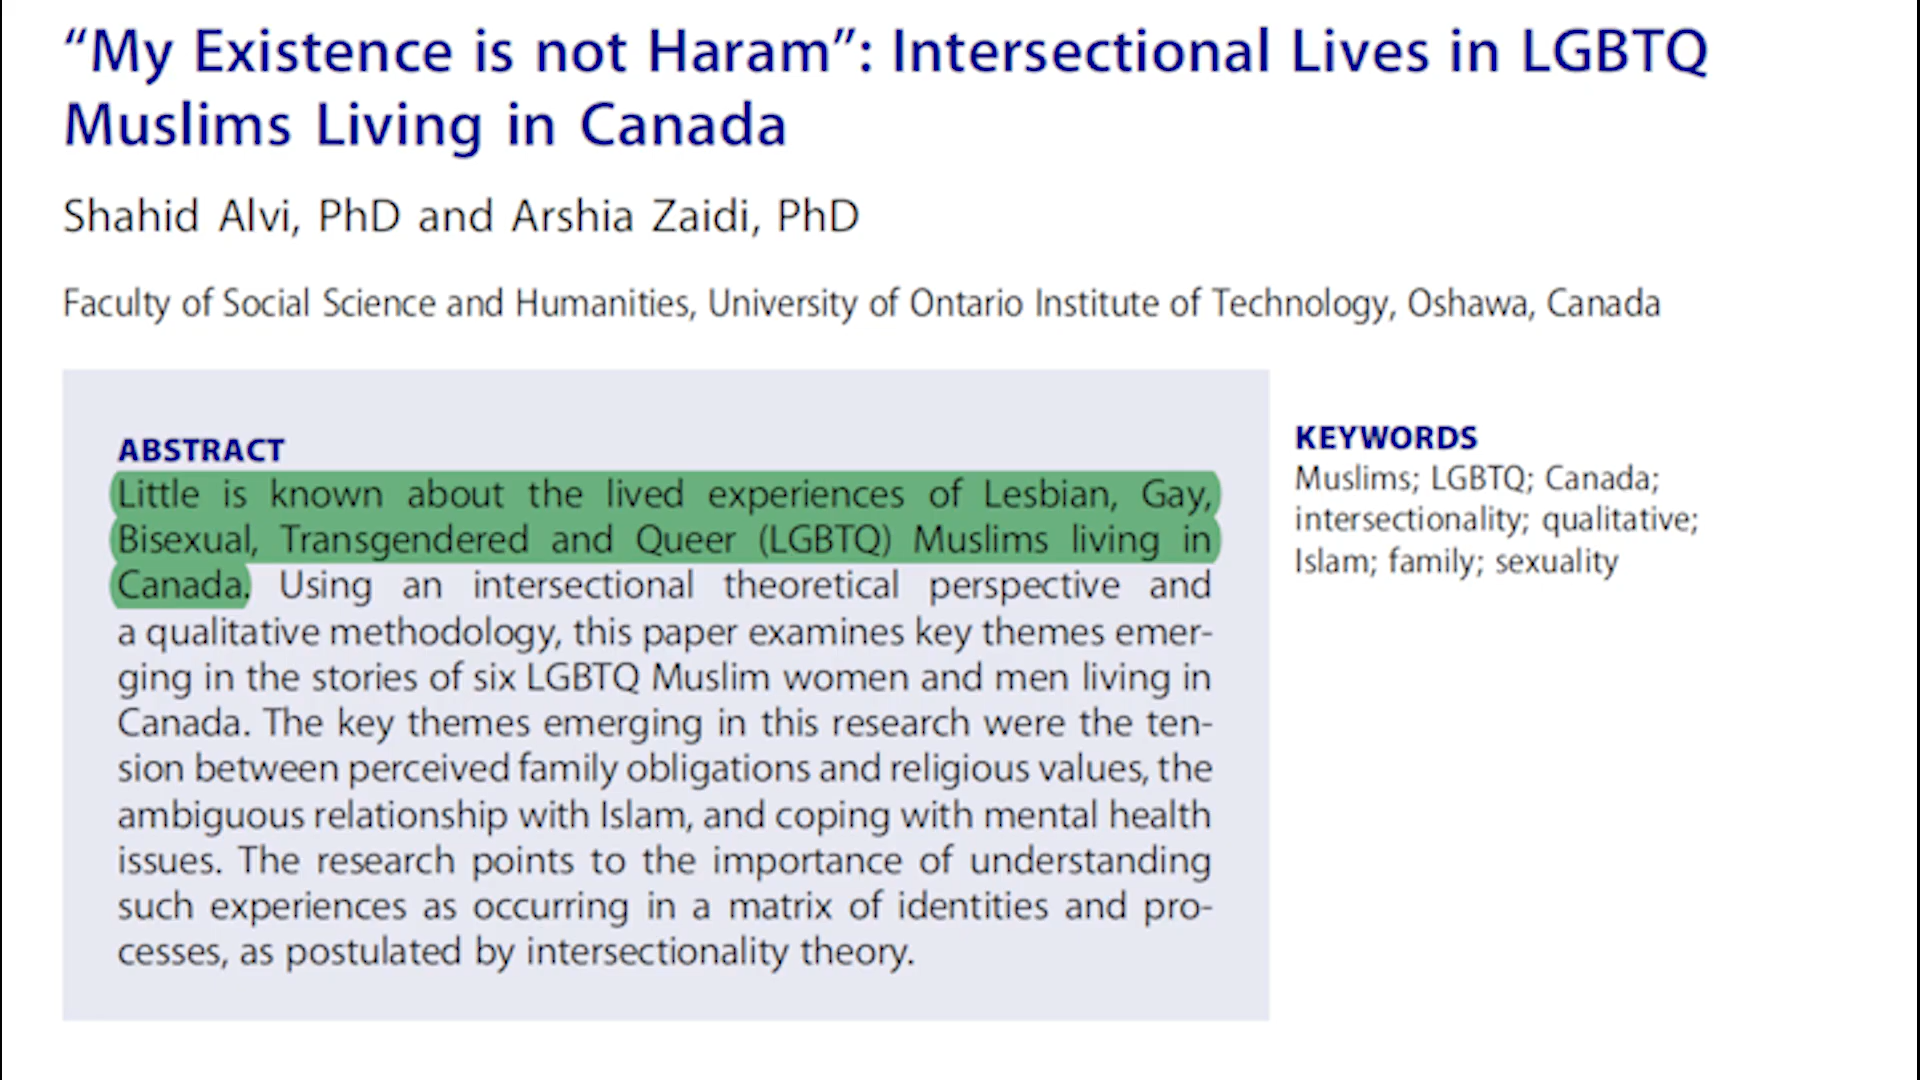 “My Existence is not Haram”: Intersectional Lives in LGBTQ
Muslims Living in Canada
Shahid Alvi, PhD and Arshia Zaidi, PhD
Faculty of Social Science and Humanities, University of Ontario Institute of Technology, Oshawa, Canada
ABSTRACT
Little is known about the lived experiences of Lesbian, Gay,
Bisexual, Transgendered and Queer (LGBTQ) Muslims living in
Canada. Using an intersectional theoretical perspective and
a qualitative methodology, this paper examines key themes emer-
ging in the stories of six LGBTQ Muslim women and men living in
Canada. The key themes emerging in this research were the ten-
sion between perceived family obligations and religious values, the
ambiguous relationship with Islam, and coping with mental health
issues. The research points to the importance of understanding
such experiences as occurring in a matrix of identities and pro-
cesses, as postulated by intersectionality theory.
KEYWORDS
Muslims; LGBTQ; Canada;
intersectionality; qualitative;
Islam; family; sexuality